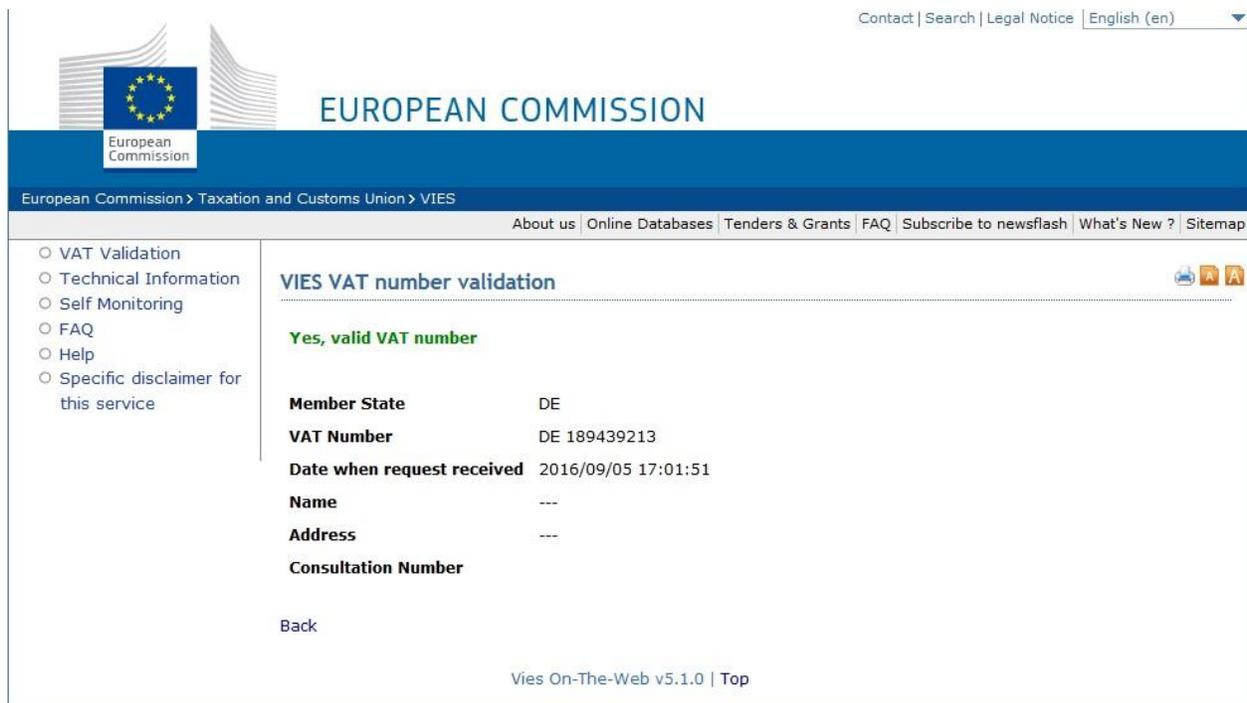 Contact | Search | Legal Notice English (en)
European
Commission
EUROPEAN COMMISSION
European Commission > Taxation and Customs Union > VIES
About us | Online Databases | Tenders & Grants | FAQ | Subscribe to newsflash | What's New ? | Sitemap
VAT Validation
Technical Information
Self Monitoring
FAQ
Help
Specific disclaimer for
this service
VIES VAT number validation
A A
Yes, valid VAT number
Member State DE
VAT Number DE 189439213
Date when request received 2016/09/05 17:01:51
Name ---
Address ---
Consultation Number
Back
Vies On-The-Web v5.1.0 | Top